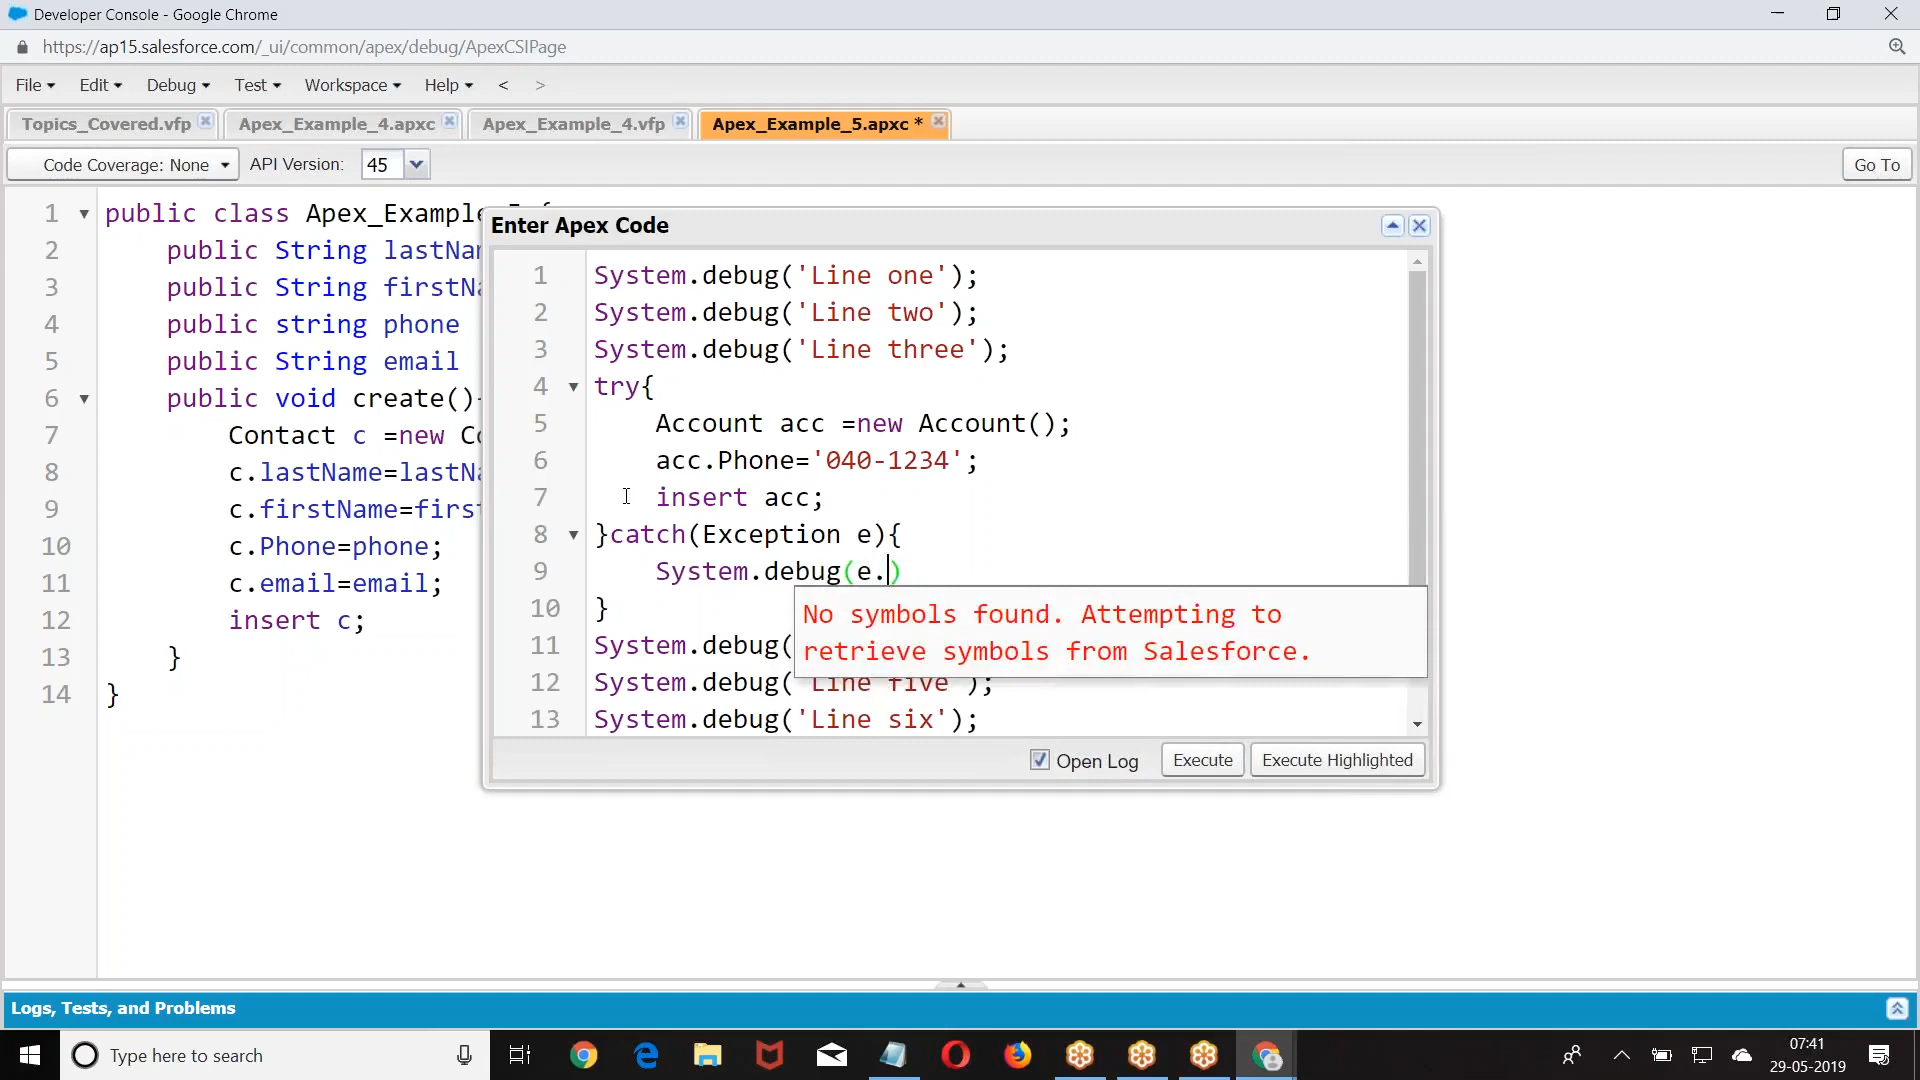 Developer Console - Google Chrome
https://ap15.salesforce.com/_ui/common/apex/debug/ApexCSIPage
File Edit Debug Test Workspace Help < >
Topics_Covered.vfp Apex_Example_4.apxc Apex_Example_4.vfp Apex_Example_5.apxc *
Code Coverage: None API Version: 45 Go To
1 public class Apex_Example
2 public String lastNa
3 public String firstNa
4 public string phone
5 public String email
6 public void create()
7 Contact c =new Co
8 c.lastName=lastNa
9 c.firstName=firs
10 c.Phone=phone;
11 c.email=email;
12 insert c;
13 }
14 }
Enter Apex Code
1 System.debug('Line one');
2 System.debug('Line two');
3 System.debug('Line three');
4 try{
5 Account acc =new Account();
6 acc.Phone='040-1234';
7 insert acc;
8 }catch(Exception e){
9 System.debug(e.)
10 }
No symbols found. Attempting to
retrieve symbols from Salesforce.
11 System.debug(
12 System.debug('Line five');
13 System.debug('Line six');
Open Log Execute Execute Highlighted
Logs, Tests, and Problems
Type here to search
07:41
29-05-2019